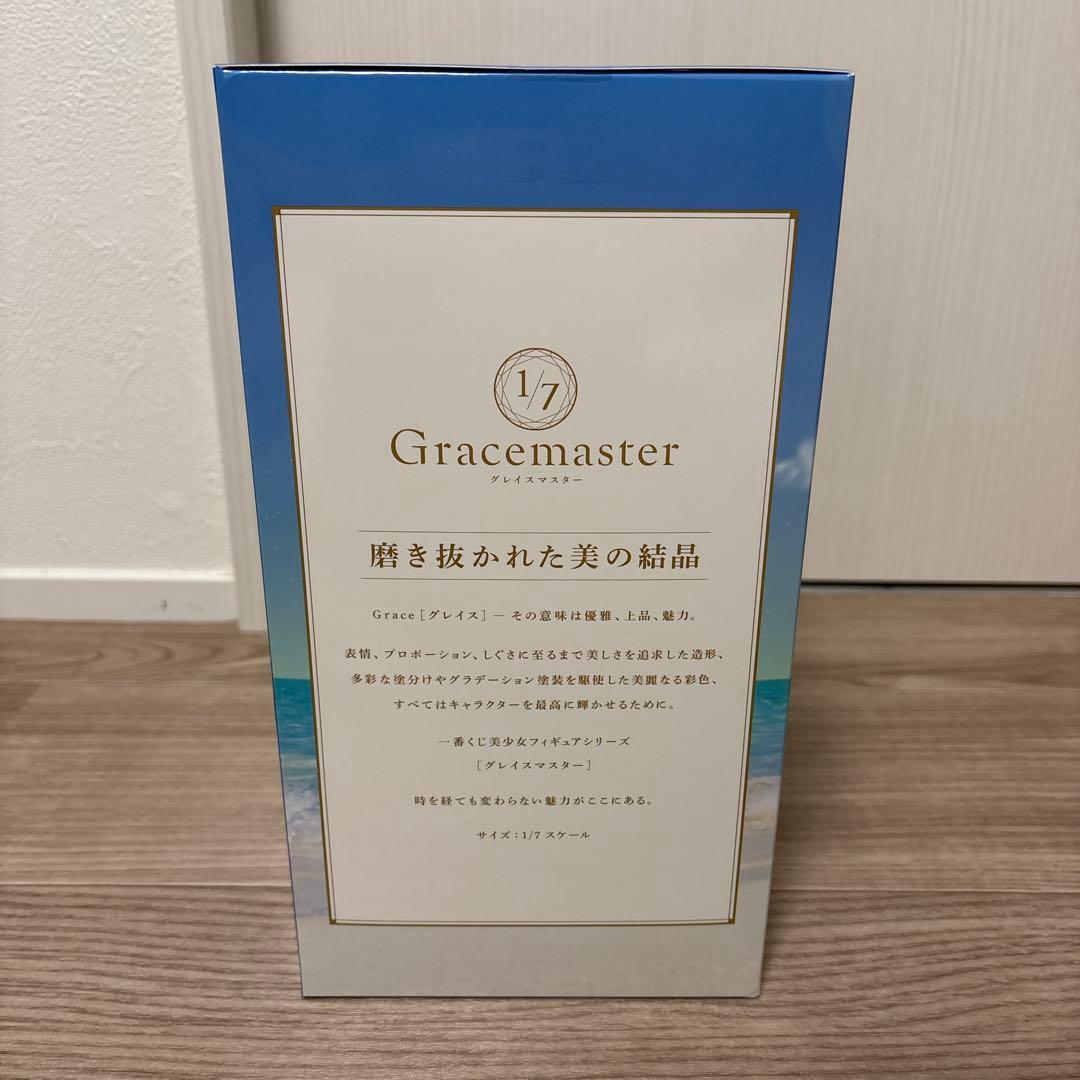 1/7
Gracemaster
グレイスマスター
磨き抜かれた美の結晶
Grace［グレイス］— その意味は優雅、上品、魅力。
表情、プロポーション、しぐさに至るまで美しさを追求した造形、
多彩な塗分けやグラデーション塗装を駆使した美麗なる彩色、
すべてはキャラクターを最高に輝かせるために。
一番くじ美少女フィギュアシリーズ
［グレイスマスター］
時を経ても変わらない魅力がここにある。
サイズ：1/7 スケール